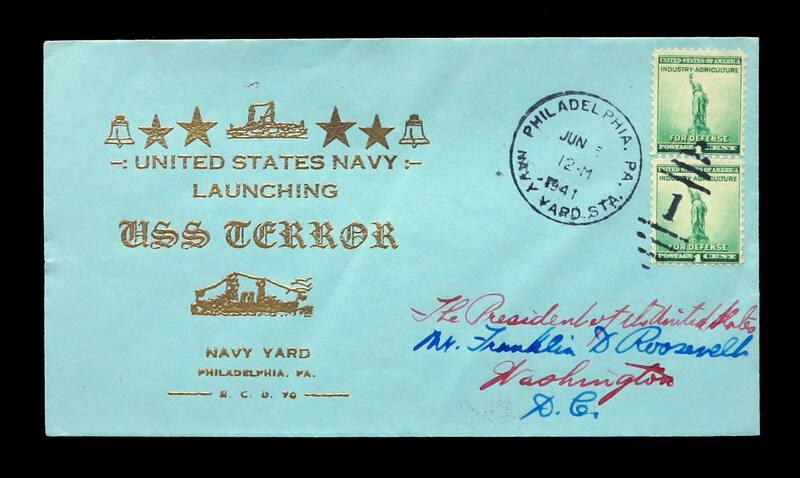 -: UNITED STATES NAVY :-
LAUNCHING
USS TERROR
NAVY YARD
PHILADELPHIA, PA.
PHILADELPHIA, PA.
JUN
12-M
1941
NAVY YARD STA.
UNITED STATES OF AMERICA
INDUSTRY AGRICULTURE
FOR DEFENSE
POSTAGE 1 CENT
UNITED STATES OF AMERICA
INDUSTRY AGRICULTURE
1
FOR DEFENSE
POSTAGE 1 CENT
The President of the United States
Mr. Franklin D Roosevelt
Washington
D.C.